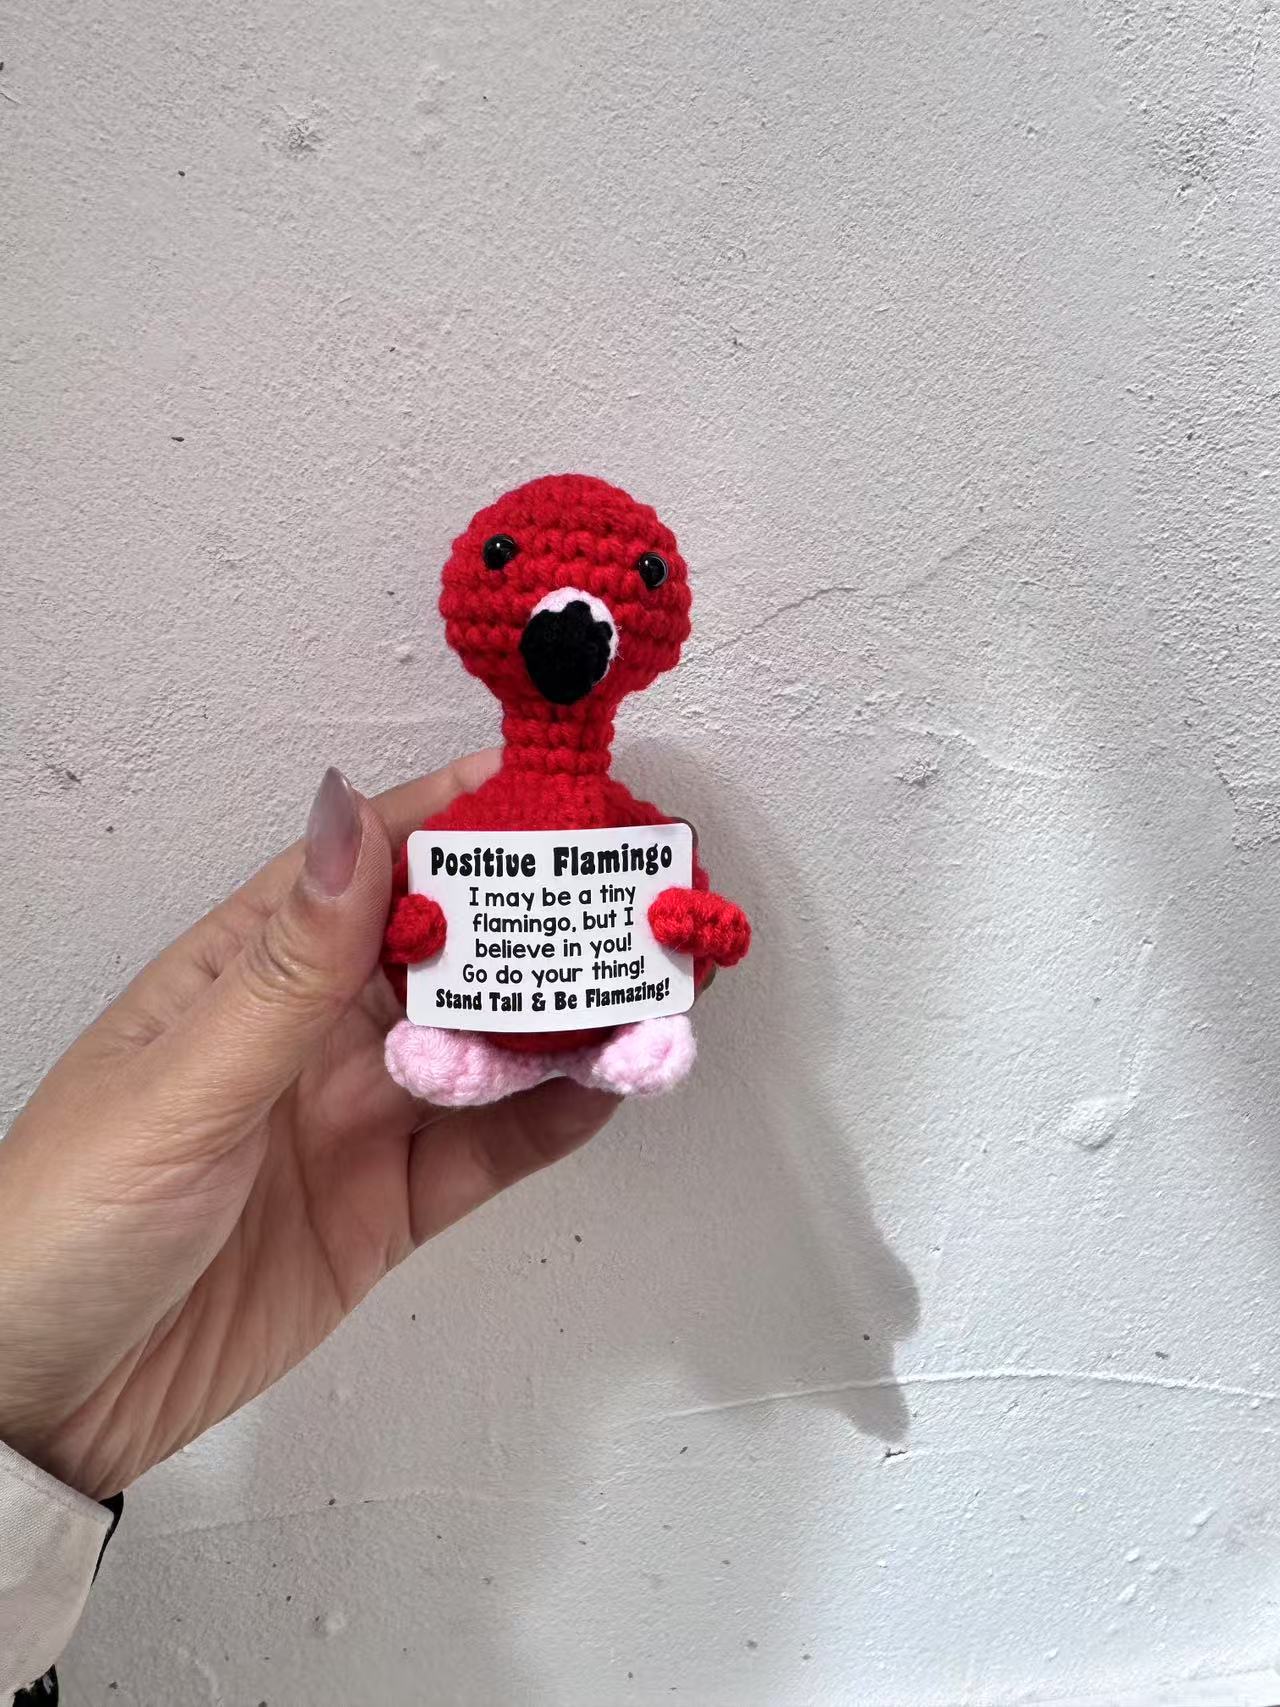 Positive Flamingo
I may be a tiny
flamingo, but I
believe in you!
Go do your thing!
Stand Tall & Be Flamazing!